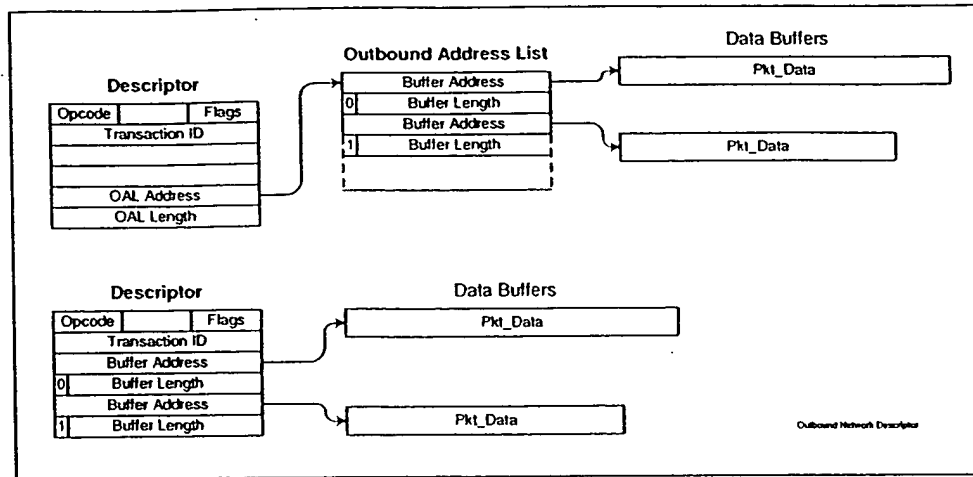 Data Buffers
Outbound Address List
Pkt_Data
Descriptor
Buffer Address
Opcode Flags
0 Buffer Length
Transaction ID
Buffer Address
1 Buffer Length
Pkt_Data
OAL Address
OAL Length
Descriptor
Data Buffers
Opcode Flags
Pkt_Data
Transaction ID
Buffer Address
0 Buffer Length
Buffer Address
1 Buffer Length
Pkt_Data
Outbound Network Descriptor